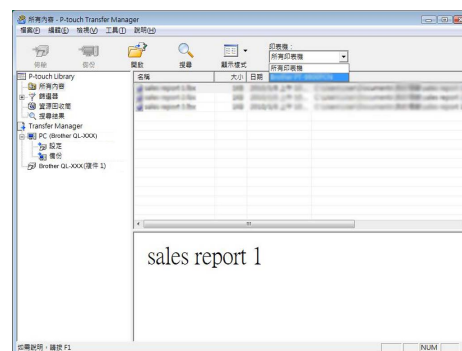 所有內容 - P-touch Transfer Manager
檔案(F) 編輯(E) 檢視(V) 工具(T) 說明(H)
印表機：
所有印表機
所有印表機
傳輸 備份 開啟 搜尋 顯示樣式
P-touch Library
所有內容
篩選器
資源回收筒
搜尋結果
Transfer Manager
PC (Brother QL-XXX)
設定
備份
Brother QL-XXX(複件 1)
名稱 大小 日期
sales report 1
如需說明，請按 F1
NUM